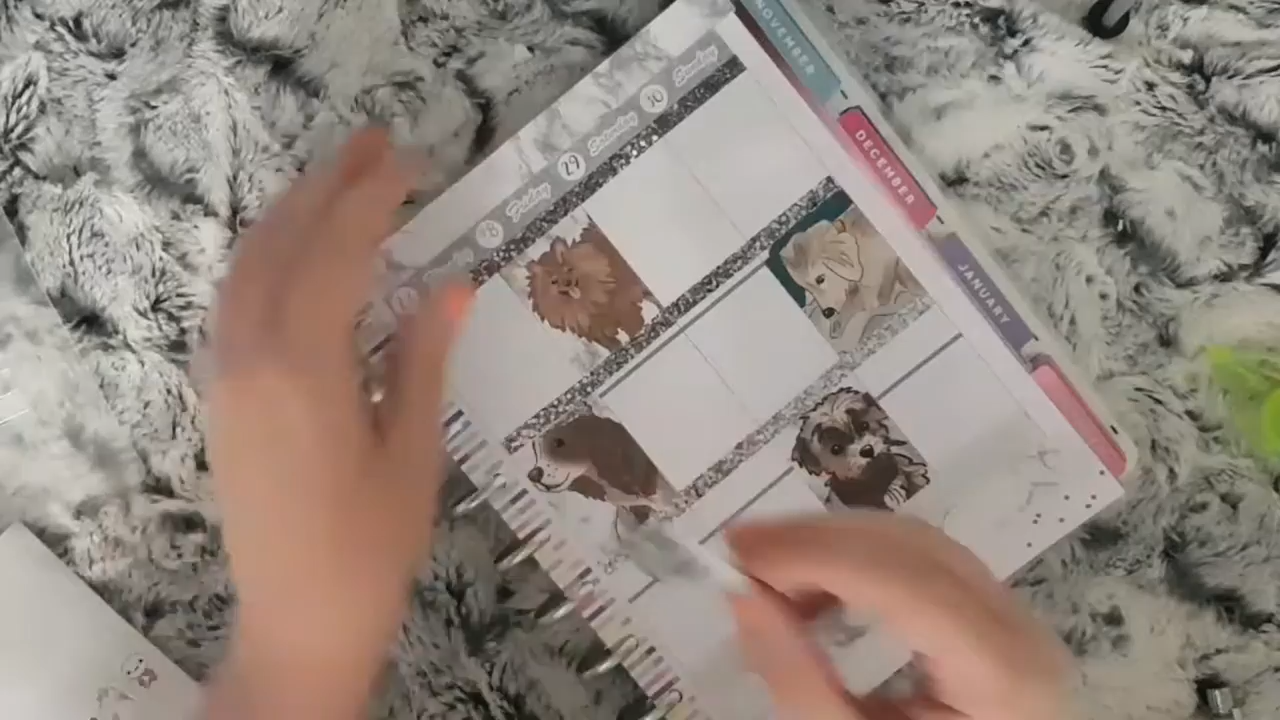 NOVEMBER
DECEMBER
JANUARY
30 Sunday
29 Saturday
28 Friday